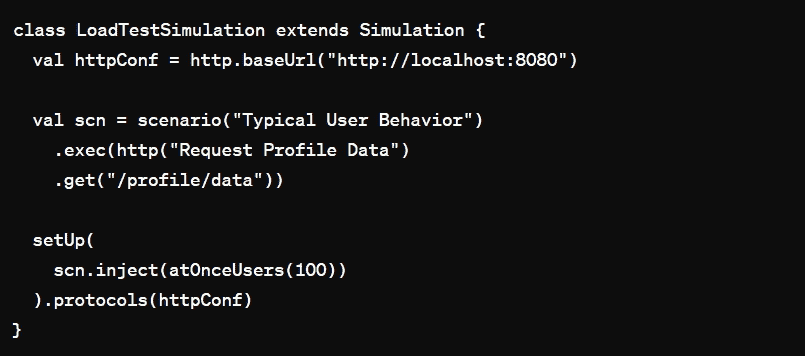 class LoadTestSimulation extends Simulation {
  val httpConf = http.baseUrl("http://localhost:8080")

  val scn = scenario("Typical User Behavior")
    .exec(http("Request Profile Data")
    .get("/profile/data"))

  setUp(
    scn.inject(atOnceUsers(100))
  ).protocols(httpConf)
}